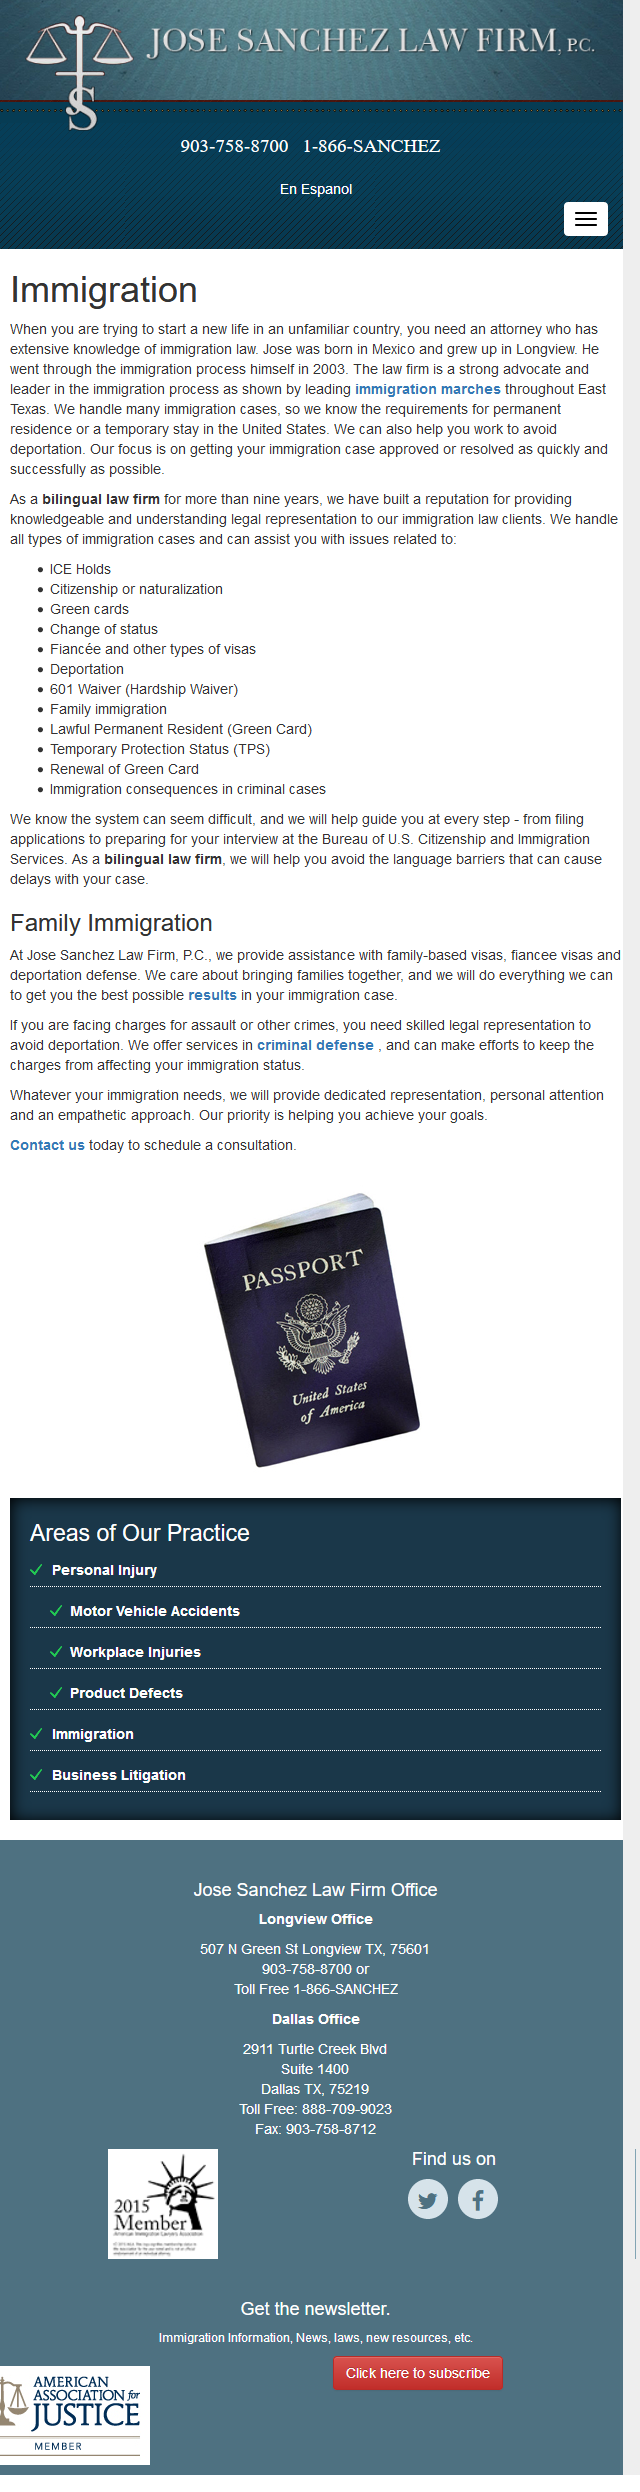 JOSE SANCHEZ LAW FIRM, P.C.
JS
903-758-8700 1-866-SANCHEZ
En Espanol
Immigration
When you are trying to start a new life in an unfamiliar country, you need an attorney who has
extensive knowledge of immigration law. Jose was born in Mexico and grew up in Longview. He
went through the immigration process himself in 2003. The law firm is a strong advocate and
leader in the immigration process as shown by leading immigration marches throughout East
Texas. We handle many immigration cases, so we know the requirements for permanent
residence or a temporary stay in the United States. We can also help you work to avoid
deportation. Our focus is on getting your immigration case approved or resolved as quickly and
successfully as possible.
As a bilingual law firm for more than nine years, we have built a reputation for providing
knowledgeable and understanding legal representation to our immigration law clients. We handle
all types of immigration cases and can assist you with issues related to:
ICE Holds
Citizenship or naturalization
Green cards
Change of status
Fiancée and other types of visas
Deportation
601 Waiver (Hardship Waiver)
Family immigration
Lawful Permanent Resident (Green Card)
Temporary Protection Status (TPS)
Renewal of Green Card
Immigration consequences in criminal cases
We know the system can seem difficult, and we will help guide you at every step - from filing
applications to preparing for your interview at the Bureau of U.S. Citizenship and Immigration
Services. As a bilingual law firm, we will help you avoid the language barriers that can cause
delays with your case.
Family Immigration
At Jose Sanchez Law Firm, P.C., we provide assistance with family-based visas, fiancee visas and
deportation defense. We care about bringing families together, and we will do everything we can
to get you the best possible results in your immigration case.
If you are facing charges for assault or other crimes, you need skilled legal representation to
avoid deportation. We offer services in criminal defense , and can make efforts to keep the
charges from affecting your immigration status.
Whatever your immigration needs, we will provide dedicated representation, personal attention
and an empathetic approach. Our priority is helping you achieve your goals.
Contact us today to schedule a consultation.
PASSPORT
United States
of America
Areas of Our Practice
Personal Injury
Motor Vehicle Accidents
Workplace Injuries
Product Defects
Immigration
Business Litigation
Jose Sanchez Law Firm Office
Longview Office
507 N Green St Longview TX, 75601
903-758-8700 or
Toll Free 1-866-SANCHEZ
Dallas Office
2911 Turtle Creek Blvd
Suite 1400
Dallas TX, 75219
Toll Free: 888-709-9023
Fax: 903-758-8712
2015
Member
American Immigration Lawyers Association
Find us on
Get the newsletter.
Immigration Information, News, laws, new resources, etc.
Click here to subscribe
AMERICAN
ASSOCIATION for
JUSTICE
MEMBER